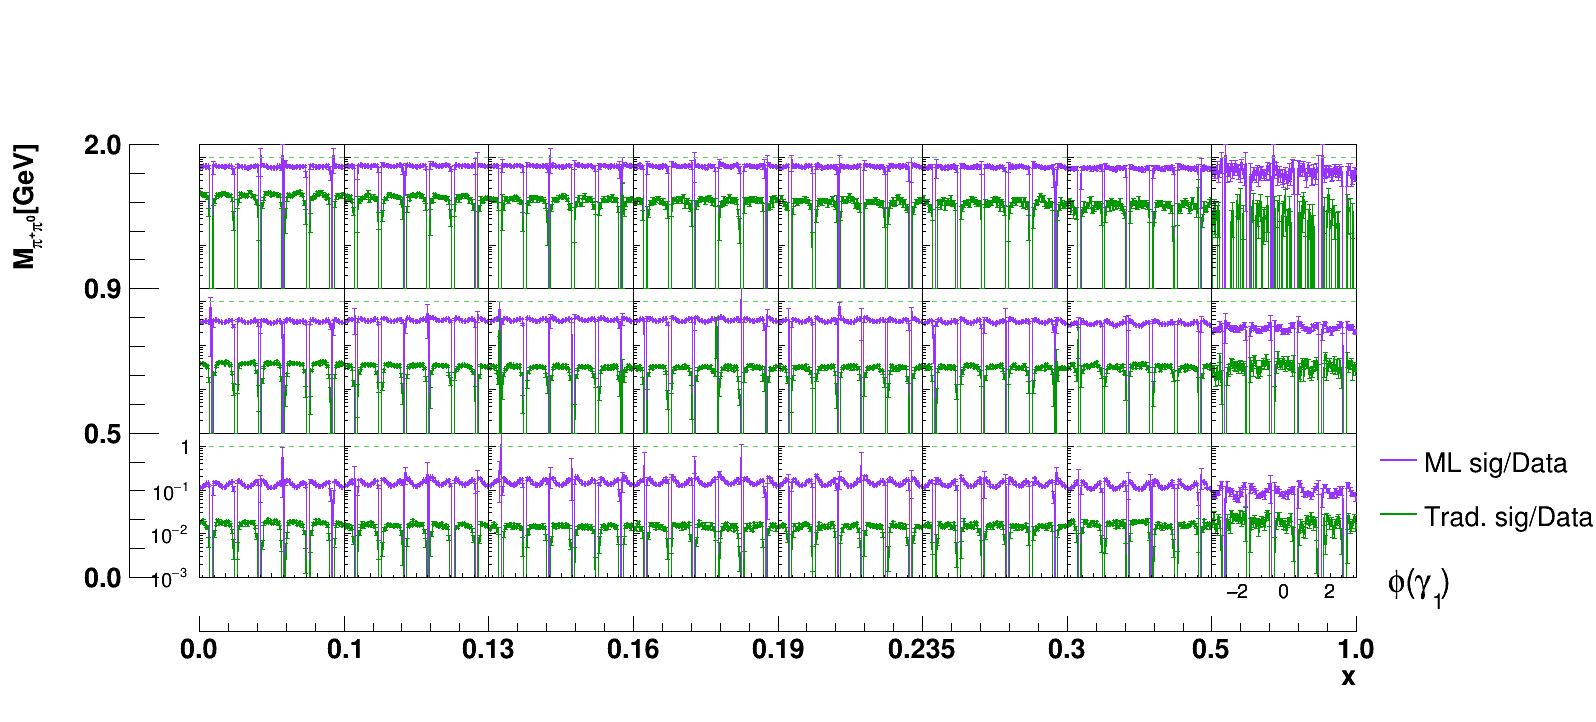 M π⁺π⁰ [GeV]
2.0
0.9
0.5
0.0
1
10⁻¹
10⁻²
10⁻³
ML sig/Data
Trad. sig/Data
−2 0 2
ϕ(γ₁)
0.0 0.1 0.13 0.16 0.19 0.235 0.3 0.5 1.0
x